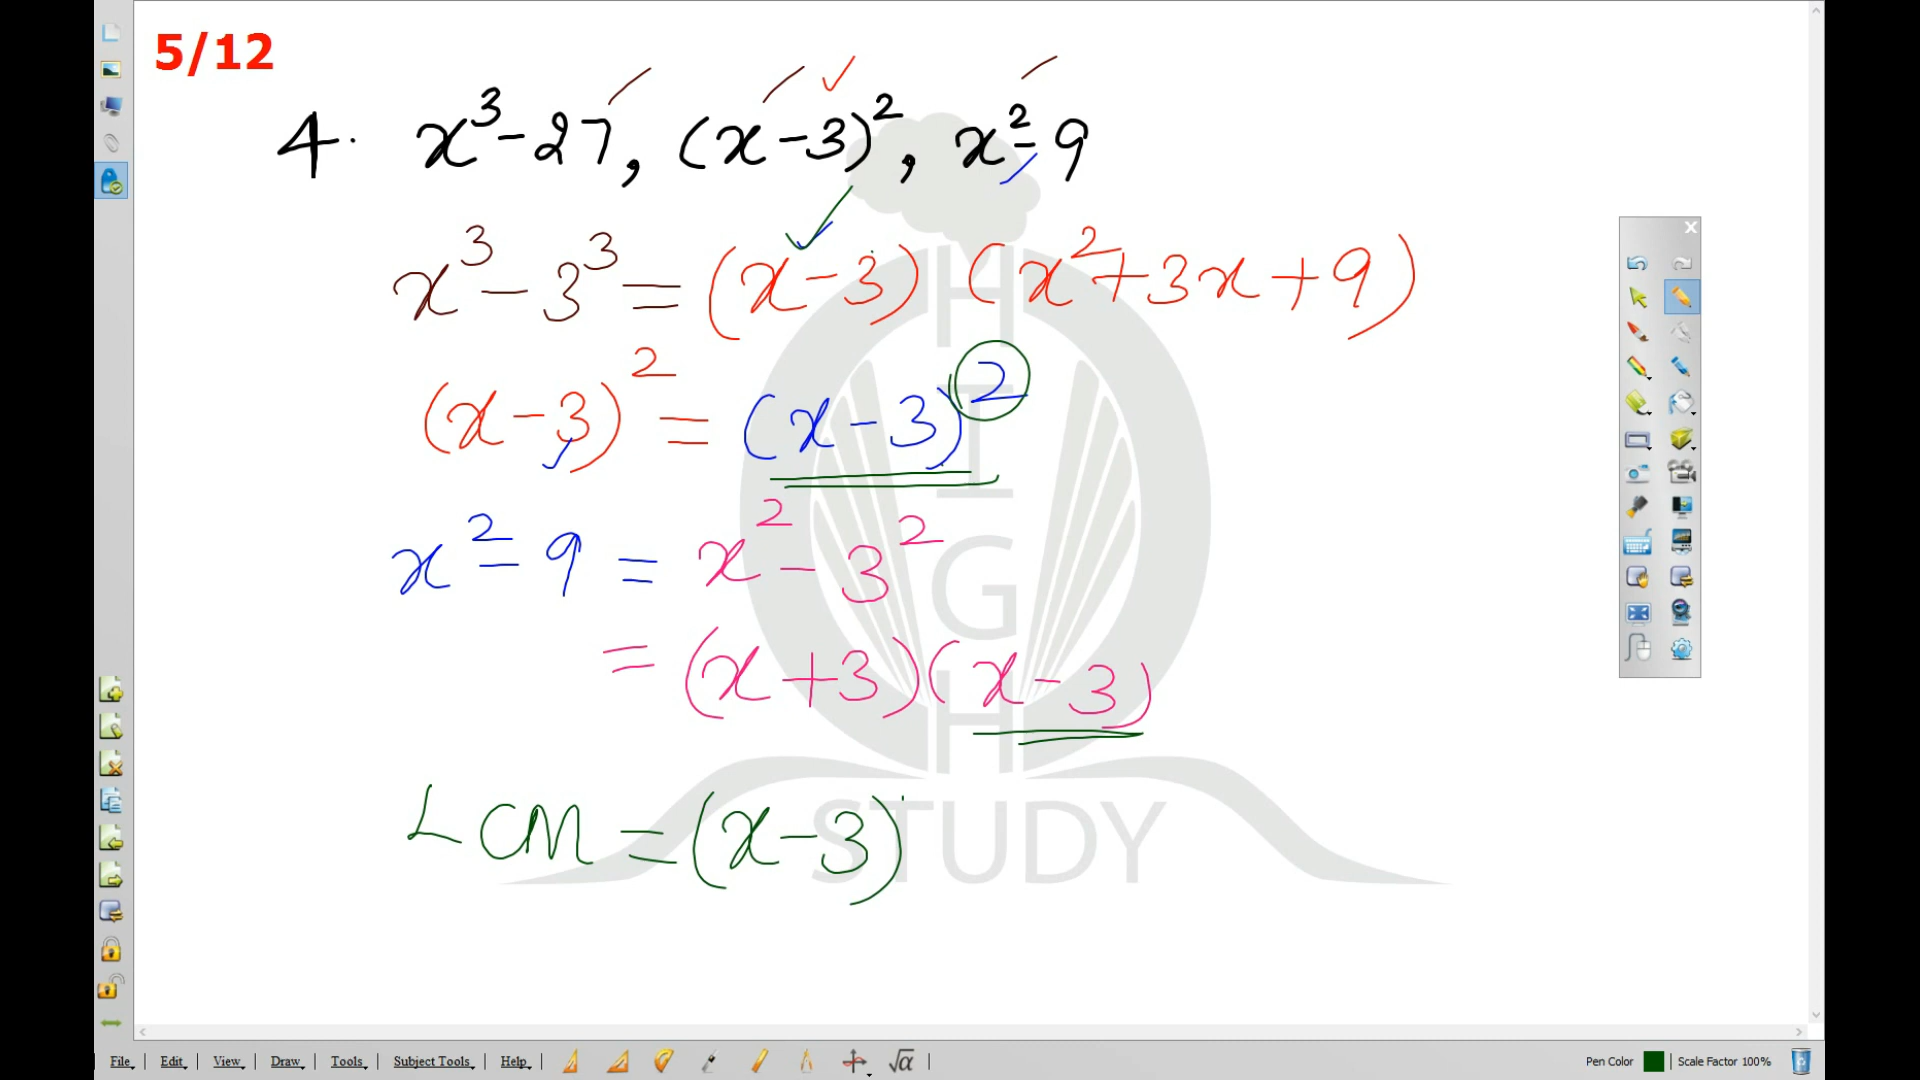 5/12
4. x³-27, (x-3)², x²-9
x³-3³ = (x-3) (x²+3x+9)
(x-3)² = (x-3)²
x²-9 = x²-3²
= (x+3)(x-3)
LCM = (x-3)
HIGH
STUDY
File Edit View Draw Tools Subject Tools Help √α Pen Color Scale Factor 100%